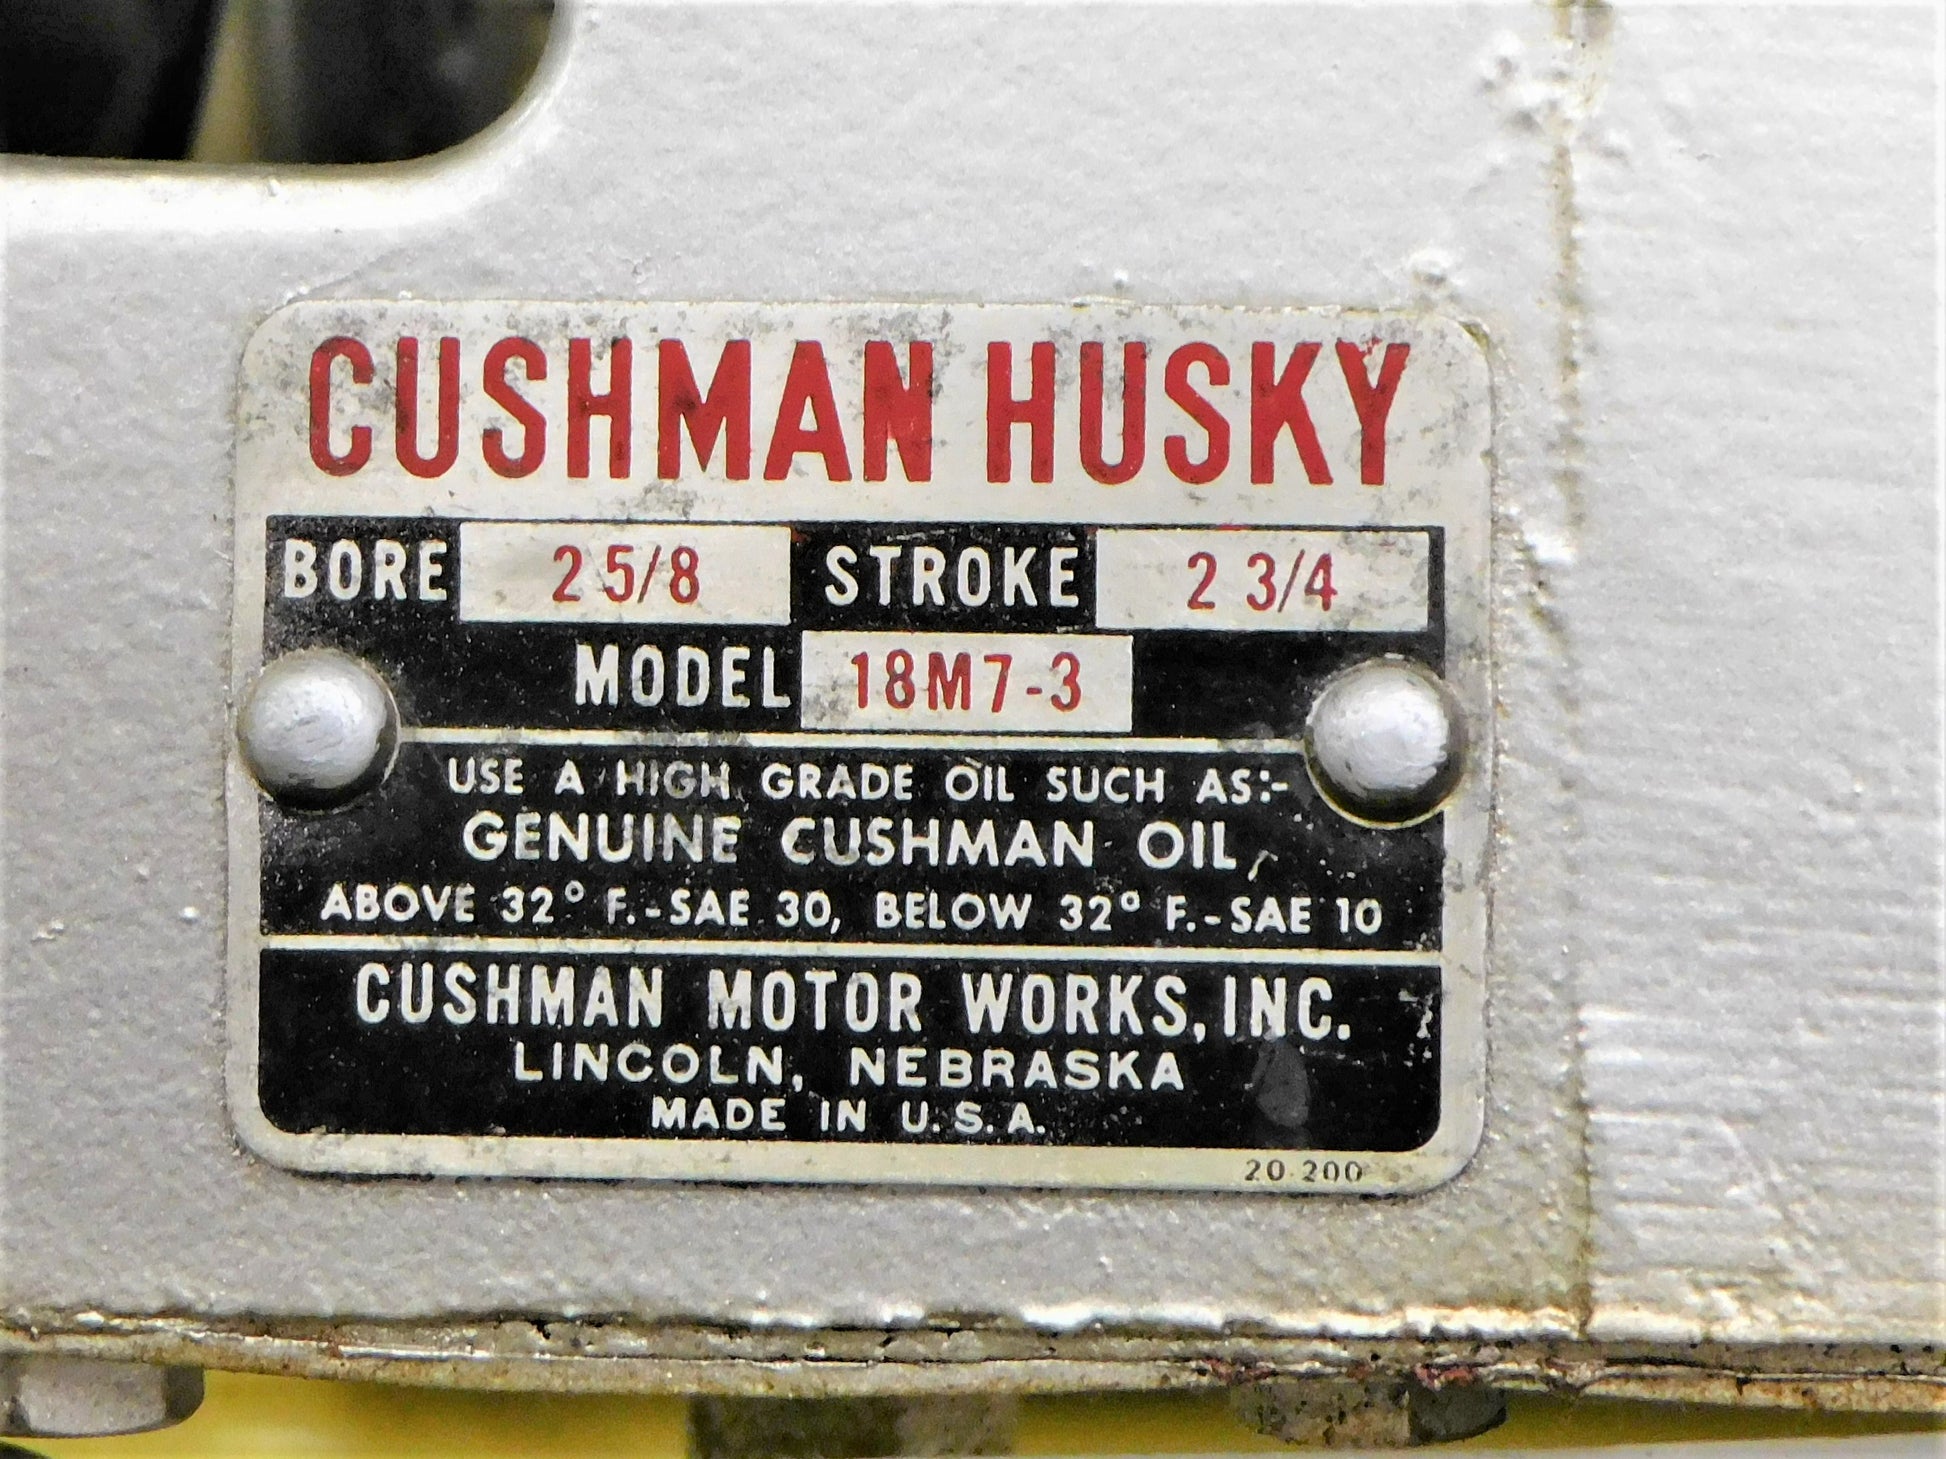 CUSHMAN HUSKY
BORE 2 5/8 STROKE 2 3/4
MODEL 18M7-3
USE A HIGH GRADE OIL SUCH AS:-
GENUINE CUSHMAN OIL
ABOVE 32° F.-SAE 30, BELOW 32° F.-SAE 10
CUSHMAN MOTOR WORKS, INC.
LINCOLN, NEBRASKA
MADE IN U.S.A.
20-200